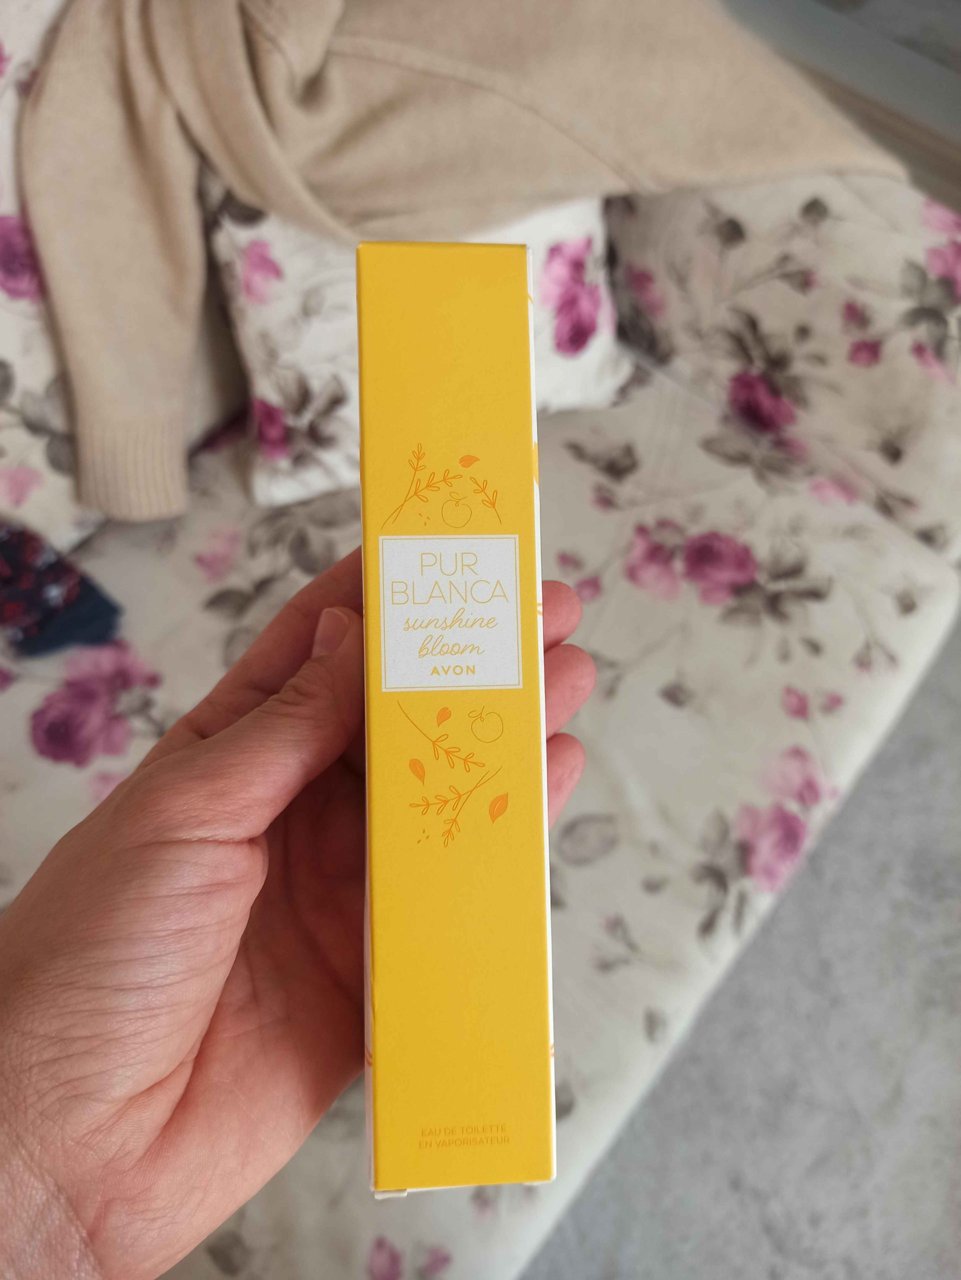 PUR
BLANCA
sunshine
bloom
AVON
EAU DE TOILETTE
EN VAPORISATEUR